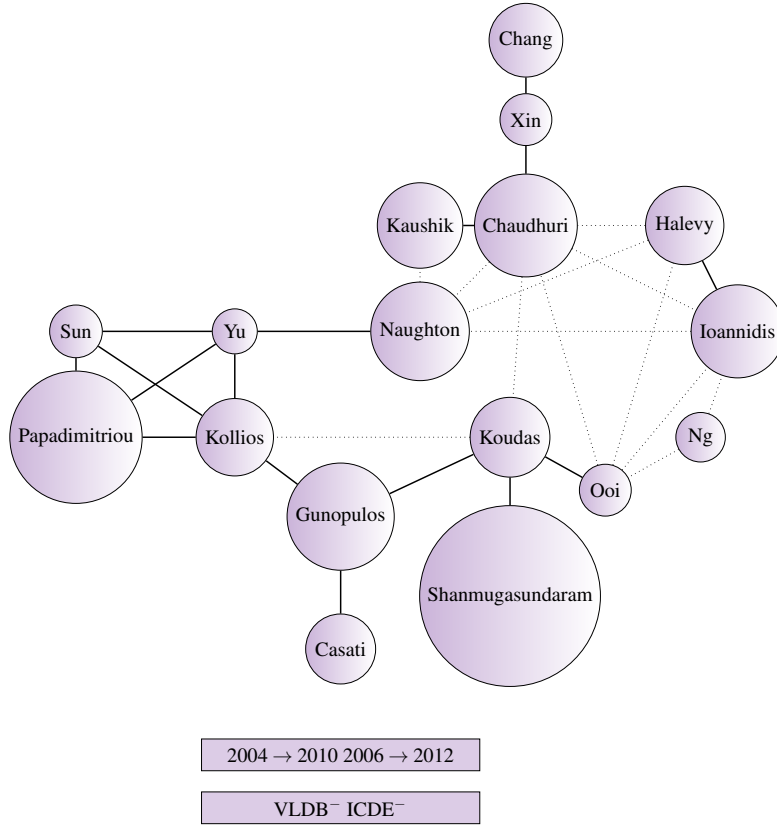 Chang
Xin
Kaushik
Chaudhuri
Halevy
Sun
Yu
Naughton
Ioannidis
Papadimitriou
Kollios
Koudas
Ng
Ooi
Gunopulos
Shanmugasundaram
Casati
2004 → 2010 2006 → 2012
VLDB⁻ ICDE⁻